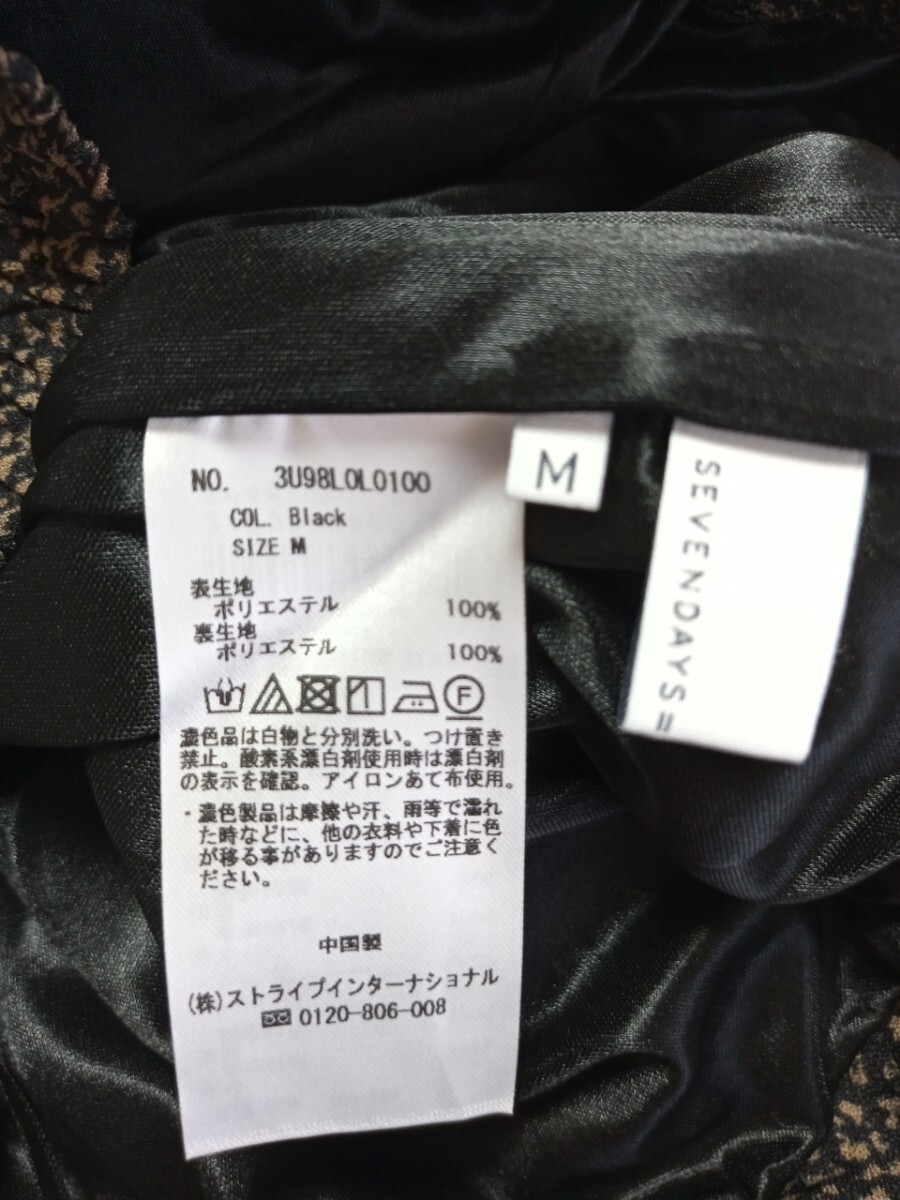 NO. 3U98L0L0100
COL. Black
SIZE M
表生地
ポリエステル 100%
裏生地
ポリエステル 100%
F
濃色品は白物と分別洗い。つけ置き
禁止。酸素系漂白剤使用時は漂白剤
の表示を確認。アイロンあて布使用。
・濃色製品は摩擦や汗、雨等で濡れ
た時などに、他の衣料や下着に色
が移る事がありますのでご注意く
ださい。
中国製
(株)ストライプインターナショナル
0120-806-008
M
SEVENDAYS=